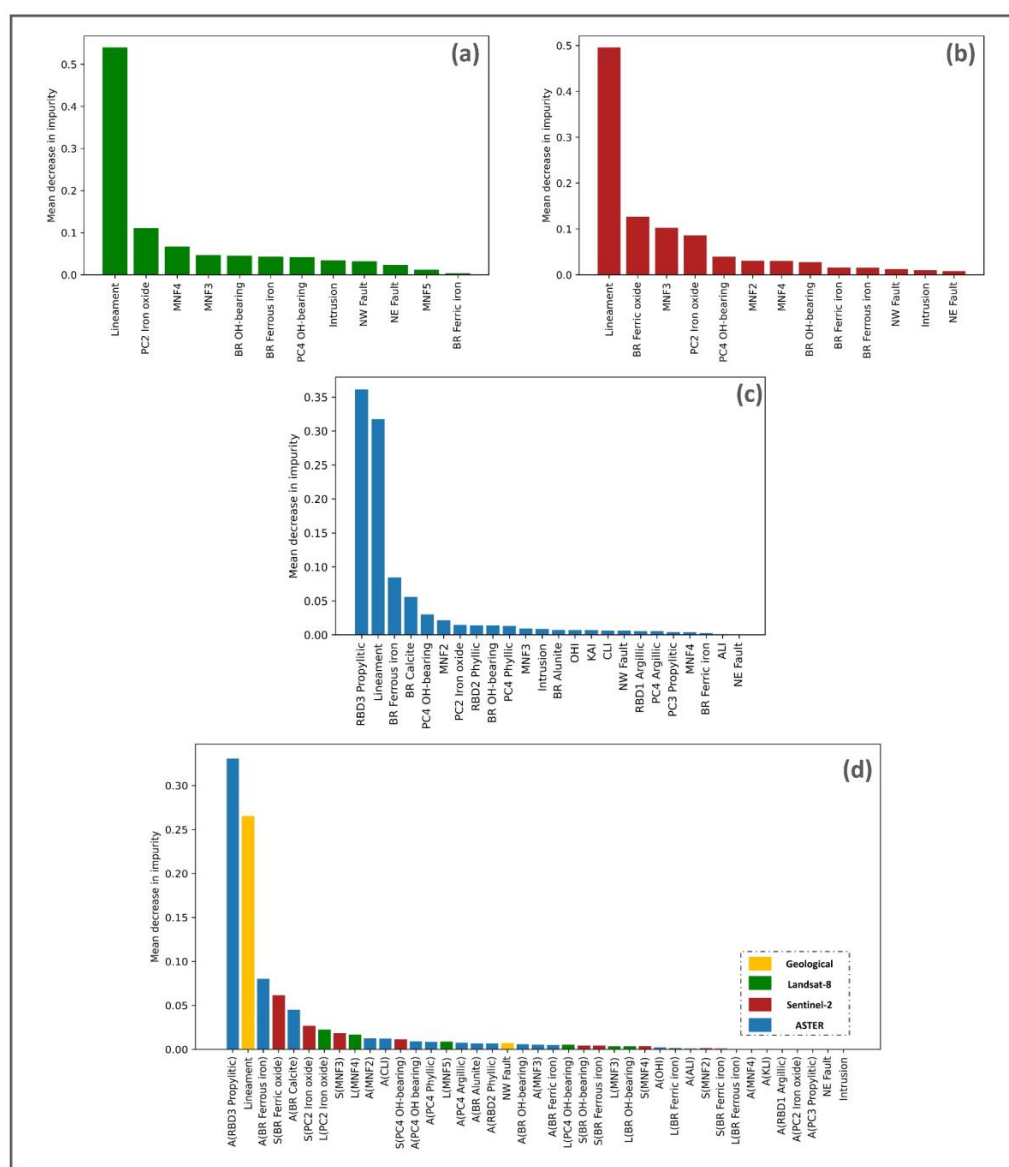 (a)
Mean decrease in impurity
0.5
0.4
0.3
0.2
0.1
0.0
Lineament
PC2 Iron oxide
MNF4
MNF3
BR OH-bearing
BR Ferrous iron
PC4 OH-bearing
Intrusion
NW Fault
NE Fault
MNF5
BR Ferric iron
(b)
Mean decrease in impurity
0.5
0.4
0.3
0.2
0.1
0.0
Lineament
BR Ferric oxide
MNF3
PC2 Iron oxide
PC4 OH-bearing
MNF2
MNF4
BR OH-bearing
BR Ferric iron
BR Ferrous iron
NW Fault
Intrusion
NE Fault
(c)
Mean decrease in impurity
0.35
0.30
0.25
0.20
0.15
0.10
0.05
0.00
RBD3 Propylitic
Lineament
BR Ferrous iron
BR Calcite
PC4 OH-bearing
MNF2
PC2 Iron oxide
RBD2 Phyllic
BR OH-bearing
PC4 Phyllic
MNF3
Intrusion
BR Alunite
OHI
KAI
CLI
NW Fault
RBD1 Argillic
PC4 Argillic
PC3 Propylitic
MNF4
BR Ferric iron
ALI
NE Fault
(d)
Mean decrease in impurity
0.30
0.25
0.20
0.15
0.10
0.05
0.00
Geological
Landsat-8
Sentinel-2
ASTER
A(RBD3 Propylitic)
Lineament
A(BR Ferrous iron)
S(BR Ferric oxide)
A(BR Calcite)
S(PC2 Iron oxide)
L(PC2 Iron oxide)
S(MNF3)
L(MNF4)
A(MNF2)
A(CLI)
S(PC4 OH-bearing)
A(PC4 OH bearing)
A(PC4 Phyllic)
L(MNF5)
A(PC4 Argillic)
A(BR Alunite)
A(RBD2 Phyllic)
NW Fault
A(BR OH-bearing)
A(MNF3)
A(BR Ferric iron)
L(PC4 OH-bearing)
S(BR OH-bearing)
S(BR Ferrous iron)
L(MNF3)
L(BR OH-bearing)
S(MNF4)
A(OHI)
L(BR Ferric iron)
A(ALI)
S(MNF2)
S(BR Ferric iron)
L(BR Ferrous iron)
A(MNF4)
A(KLI)
A(RBD1 Argillic)
A(PC2 Iron oxide)
A(PC3 Propylitic)
NE Fault
Intrusion